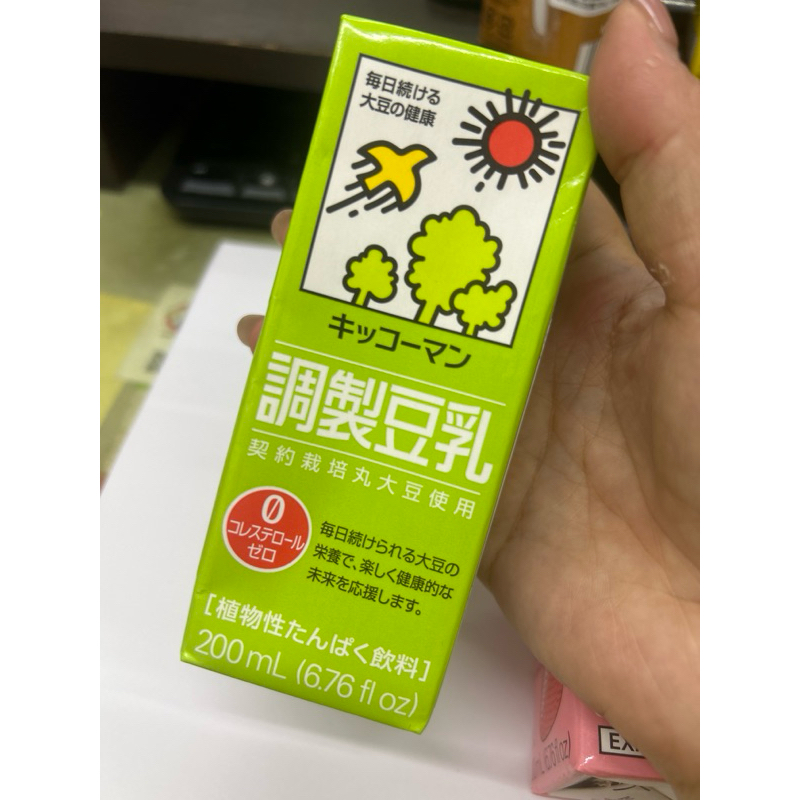 毎日続ける
大豆の健康
キッコーマン
調製豆乳
契約栽培丸大豆使用
0
コレステロール
ゼロ
毎日続けられる大豆の
栄養で、楽しく健康的な
未来を応援します。
[植物性たんぱく飲料]
200mL (6.76 fl oz)